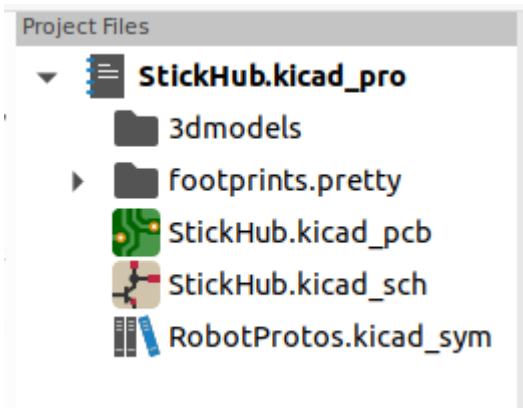 Project Files
StickHub.kicad_pro
3dmodels
footprints.pretty
StickHub.kicad_pcb
StickHub.kicad_sch
RobotProtos.kicad_sym